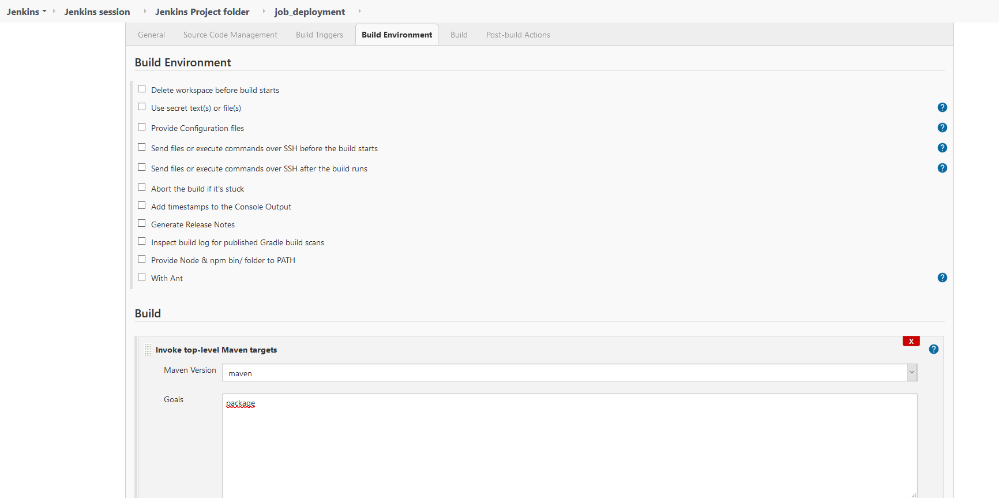 Jenkins Jenkins session Jenkins Project folder job_deployment
General Source Code Management Build Triggers Build Environment Build Post-build Actions
Build Environment
Delete workspace before build starts
Use secret text(s) or file(s) ?
Provide Configuration files ?
Send files or execute commands over SSH before the build starts ?
Send files or execute commands over SSH after the build runs ?
Abort the build if it's stuck
Add timestamps to the Console Output
Generate Release Notes
Inspect build log for published Gradle build scans
Provide Node & npm bin/ folder to PATH
With Ant ?
Build
X
Invoke top-level Maven targets ?
Maven Version maven
Goals package